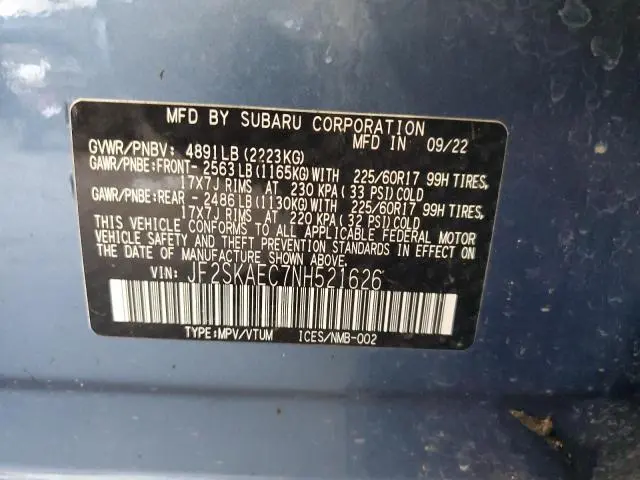 MFD BY SUBARU CORPORATION
GVWR/PNBV: 4891LB (2223KG) MFD IN 09/22
GAWR/PNBE:FRONT- 2563LB (1165KG)WITH 225/60R17 99H TIRES,
17X7J RIMS AT 230 KPA (33 PSI)COLD
GAWR/PNBE:REAR - 2486LB (1130KG)WITH 225/60R17 99H TIRES,
17X7J RIMS AT 220 KPA (32 PSI)COLD
THIS VEHICLE CONFORMS TO ALL APPLICABLE FEDERAL MOTOR
VEHICLE SAFETY AND THEFT PREVENTION STANDARDS IN EFFECT ON
THE DATE OF MANUFACTURE SHOWN ABOVE.
VIN: JF2SKAEC7NH521626
TYPE:MPV/VTUM ICES/NMB-002